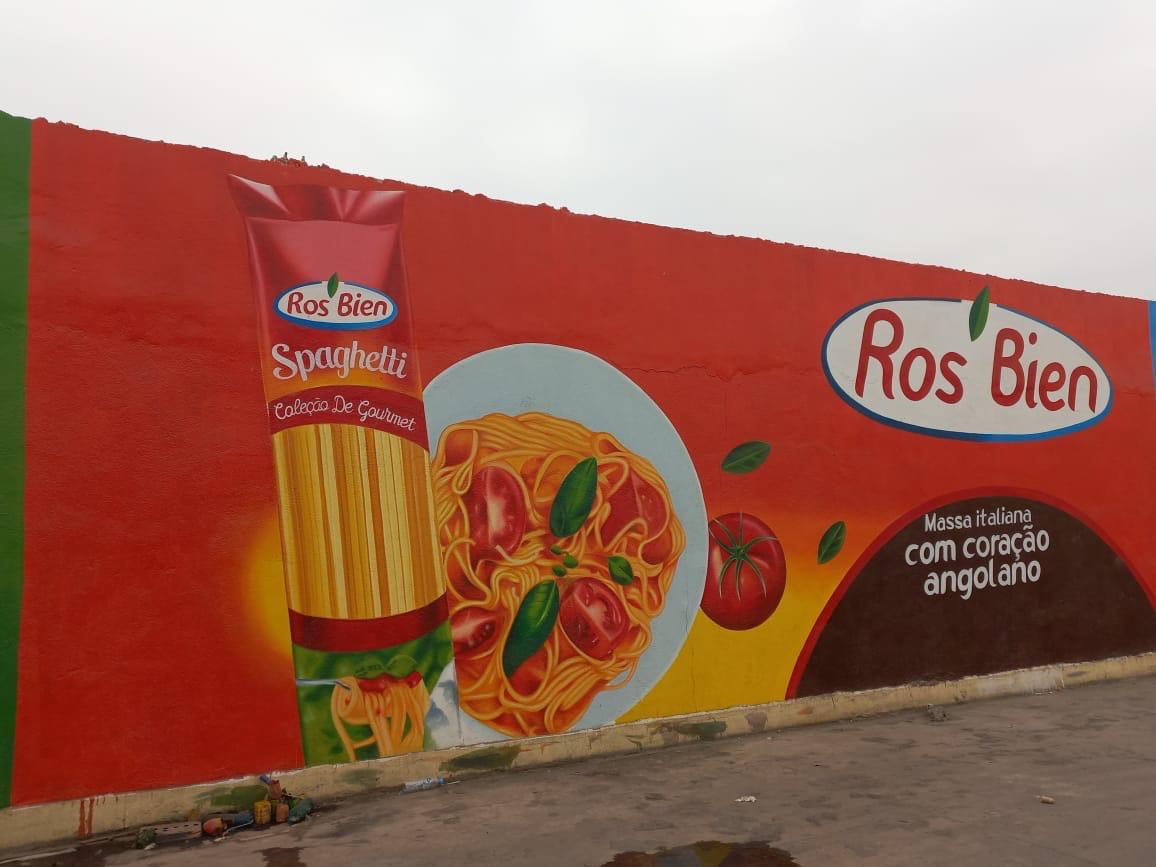 Ros Bien
Spaghetti
Coleção De Gourmet
Ros Bien
Massa italiana
com coração
angolano